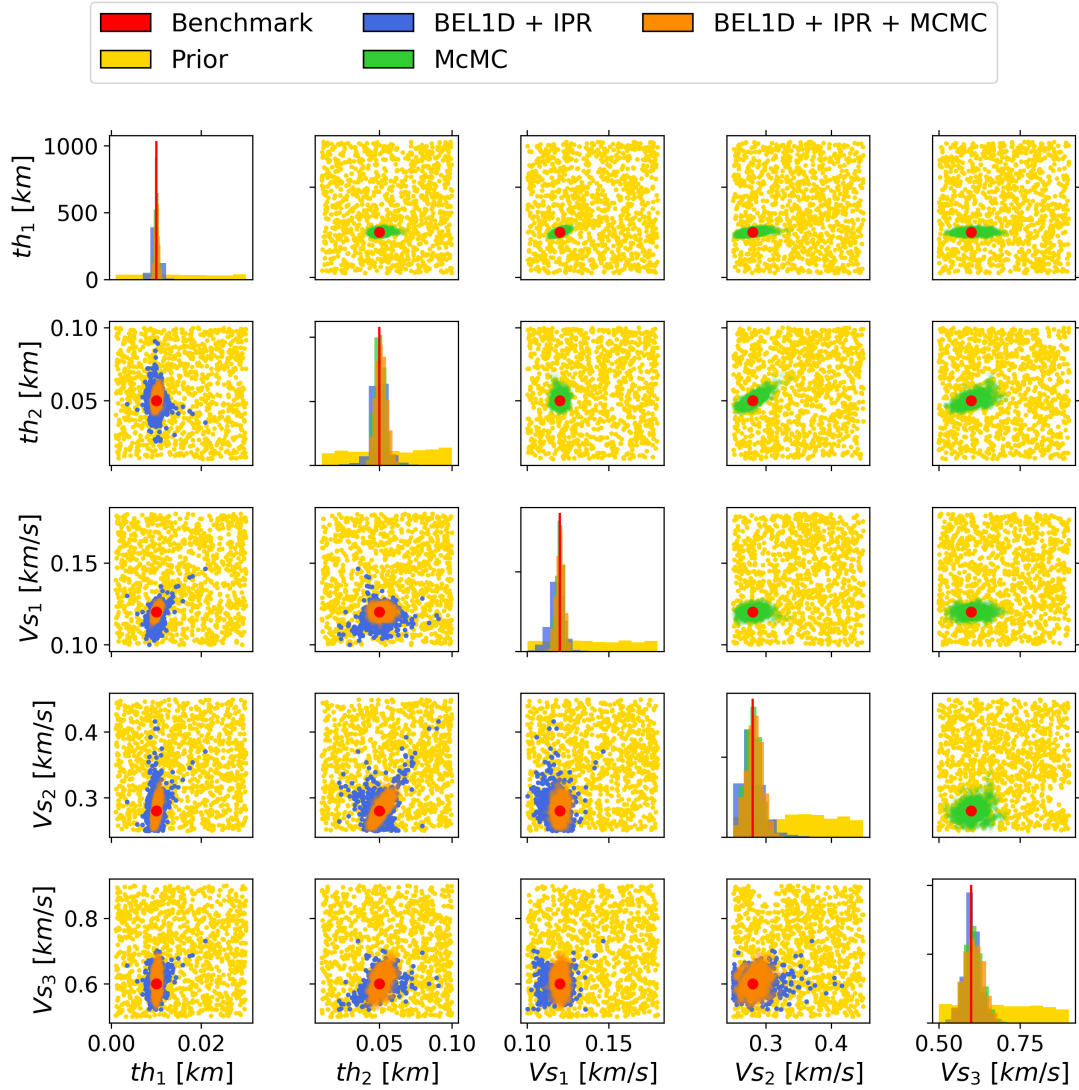 Benchmark BEL1D + IPR BEL1D + IPR + MCMC
Prior McMC
1000
500
0
th₁ [km]
0.10
0.05
th₂ [km]
0.15
0.10
Vs₁ [km/s]
0.4
0.3
Vs₂ [km/s]
0.8
0.6
Vs₃ [km/s]
0.00 0.02 0.05 0.10 0.10 0.15 0.3 0.4 0.50 0.75
th₁ [km] th₂ [km] Vs₁ [km/s] Vs₂ [km/s] Vs₃ [km/s]